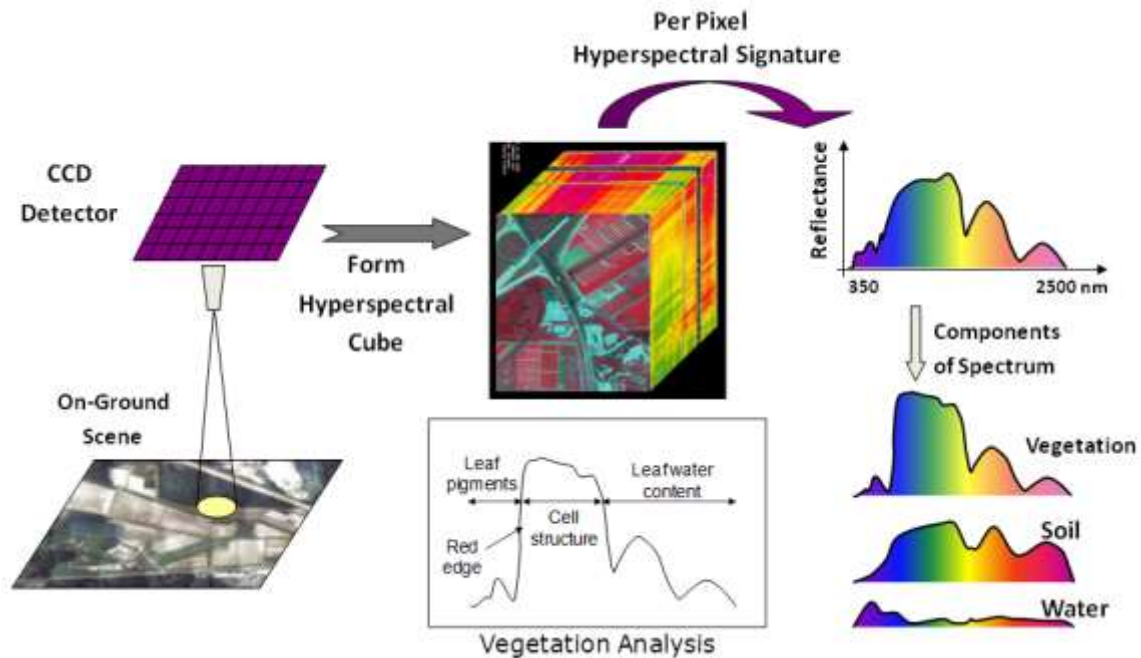 Per Pixel
Hyperspectral Signature
CCD
Detector
Form
Hyperspectral
Cube
On-Ground
Scene
Reflectance
350
2500 nm
Components
of Spectrum
Vegetation
Soil
Water
Leaf
pigments
Leafwater
content
Cell
structure
Red
edge
Vegetation Analysis